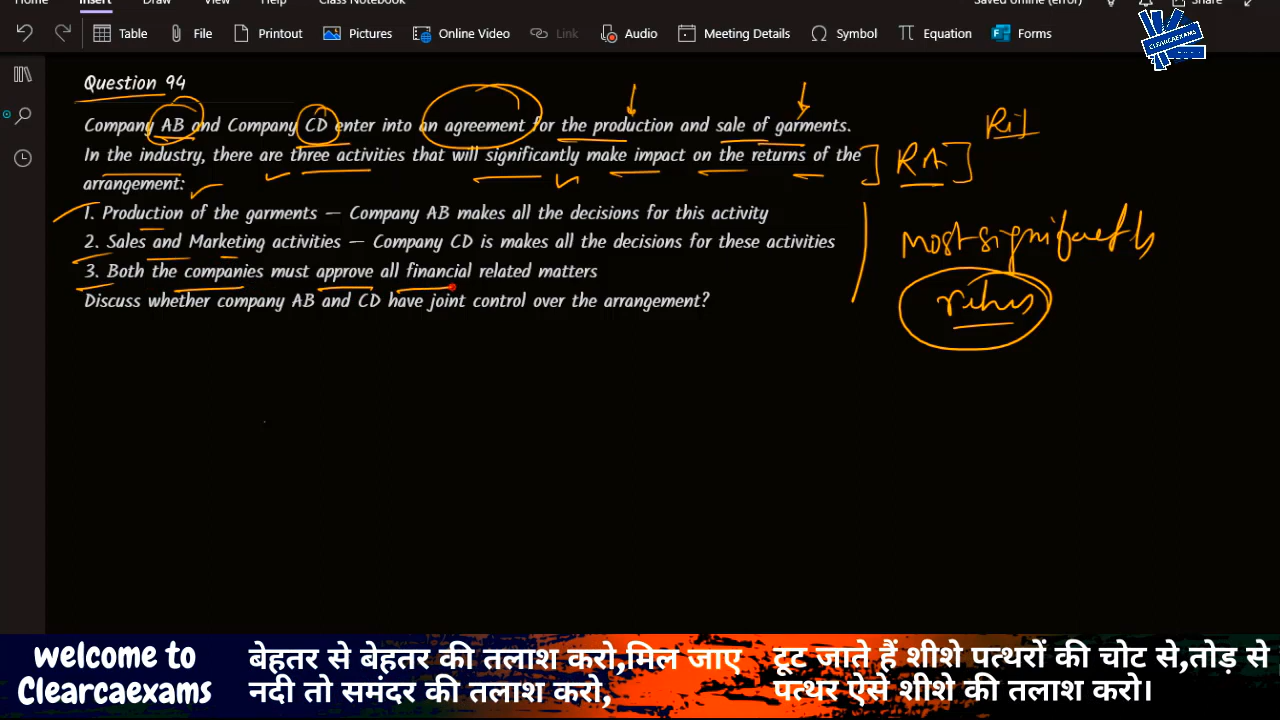 Home Insert Draw View Help Class Notebook Saved online (error) Share
Table File Printout Pictures Online Video Link Audio Meeting Details Symbol Equation Forms
CLEARCAEXAMS
Question 94
Company AB and Company CD enter into an agreement for the production and sale of garments.
In the industry, there are three activities that will significantly make impact on the returns of the
arrangement:
1. Production of the garments – Company AB makes all the decisions for this activity
2. Sales and Marketing activities – Company CD is makes all the decisions for these activities
3. Both the companies must approve all financial related matters
Discuss whether company AB and CD have joint control over the arrangement?
RA
most
welcome to
Clearcaexams
बेहतर से बेहतर की तलाश करो,मिल जाए
नदी तो समंदर की तलाश करो,
टूट जाते हैं शीशे पत्थरों की चोट से,तोड़ से
पत्थर ऐसे शीशे की तलाश करो।